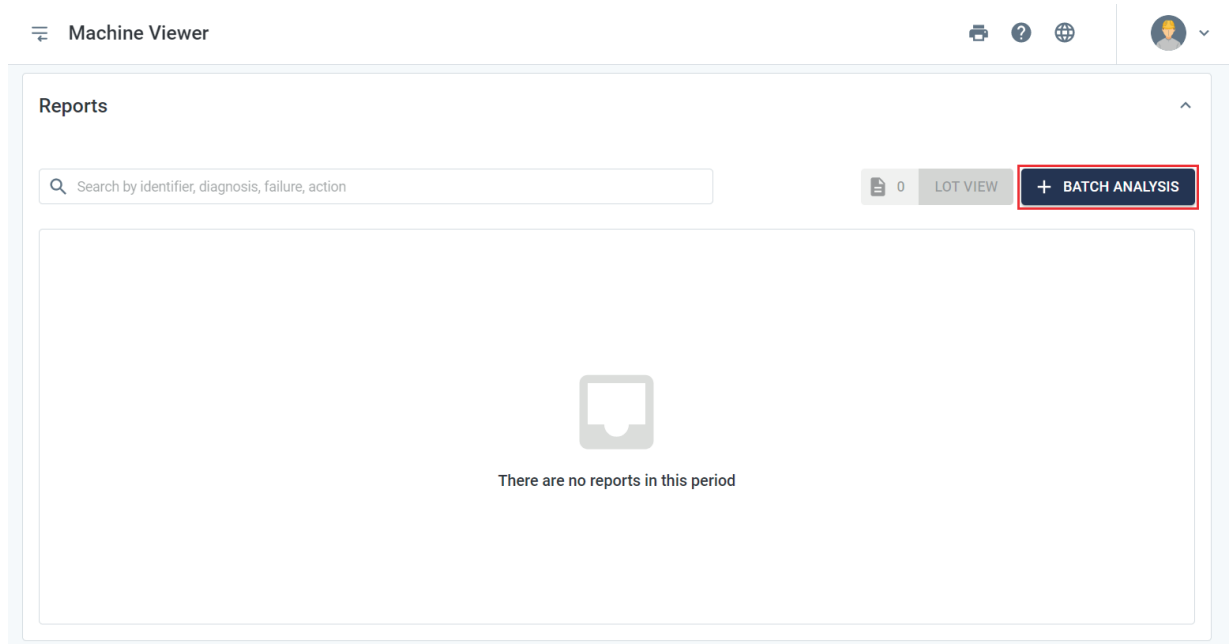 Machine Viewer
Reports
Search by identifier, diagnosis, failure, action
0
LOT VIEW
+ BATCH ANALYSIS
There are no reports in this period